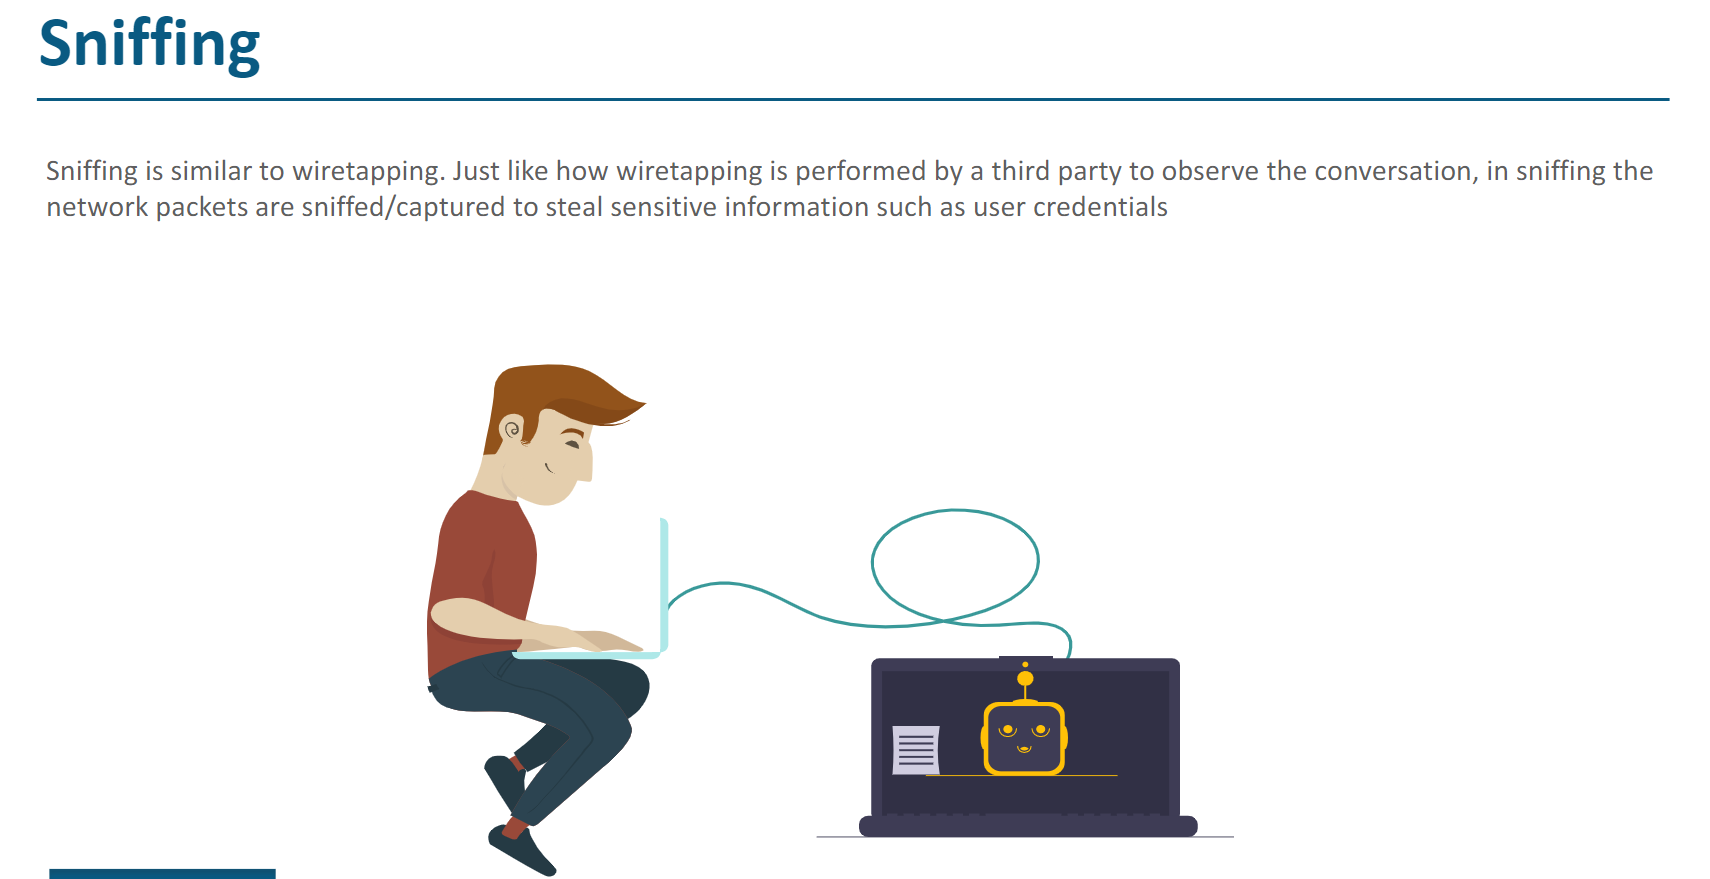 Sniffing
Sniffing is similar to wiretapping. Just like how wiretapping is performed by a third party to observe the conversation, in sniffing the
network packets are sniffed/captured to steal sensitive information such as user credentials